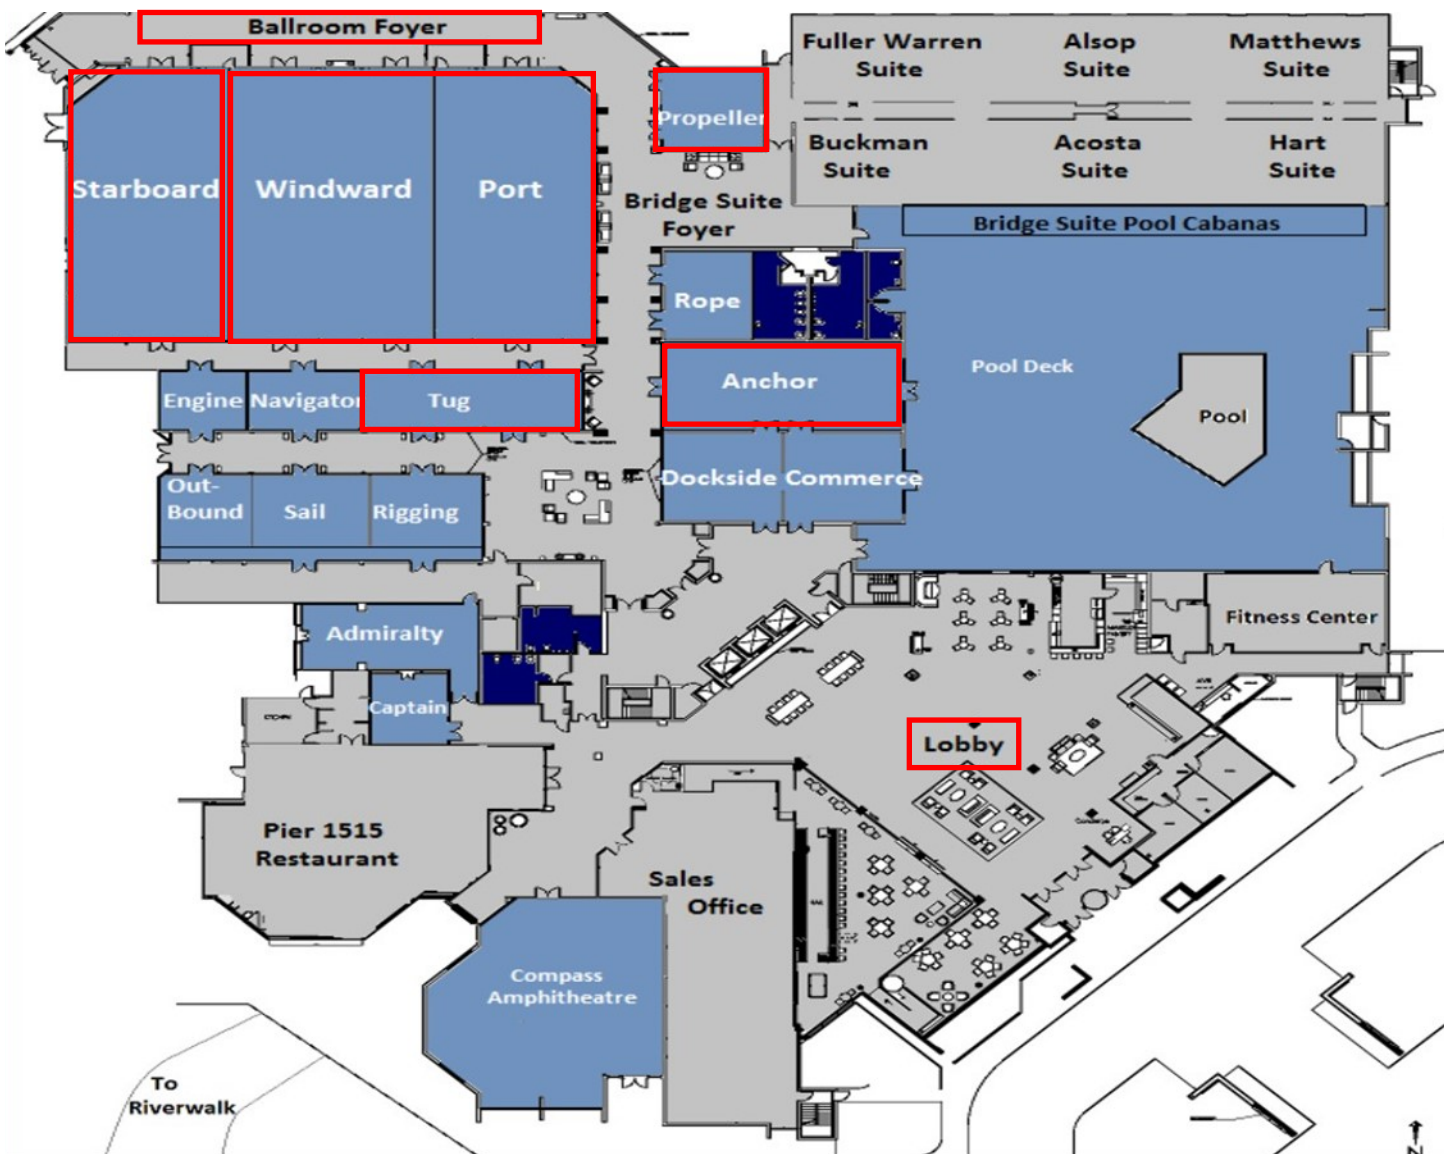 Ballroom Foyer
Fuller Warren
Suite
Alsop
Suite
Matthews
Suite
Propeller
Buckman
Suite
Acosta
Suite
Hart
Suite
Starboard
Windward
Port
Bridge Suite
Foyer
Bridge Suite Pool Cabanas
Rope
Pool Deck
Anchor
Pool
Engine
Navigator
Tug
Dockside
Commerce
Out-
Bound
Sail
Rigging
Fitness Center
Admiralty
Captain
Lobby
Pier 1515
Restaurant
Sales
Office
Compass
Amphitheatre
To
Riverwalk
N